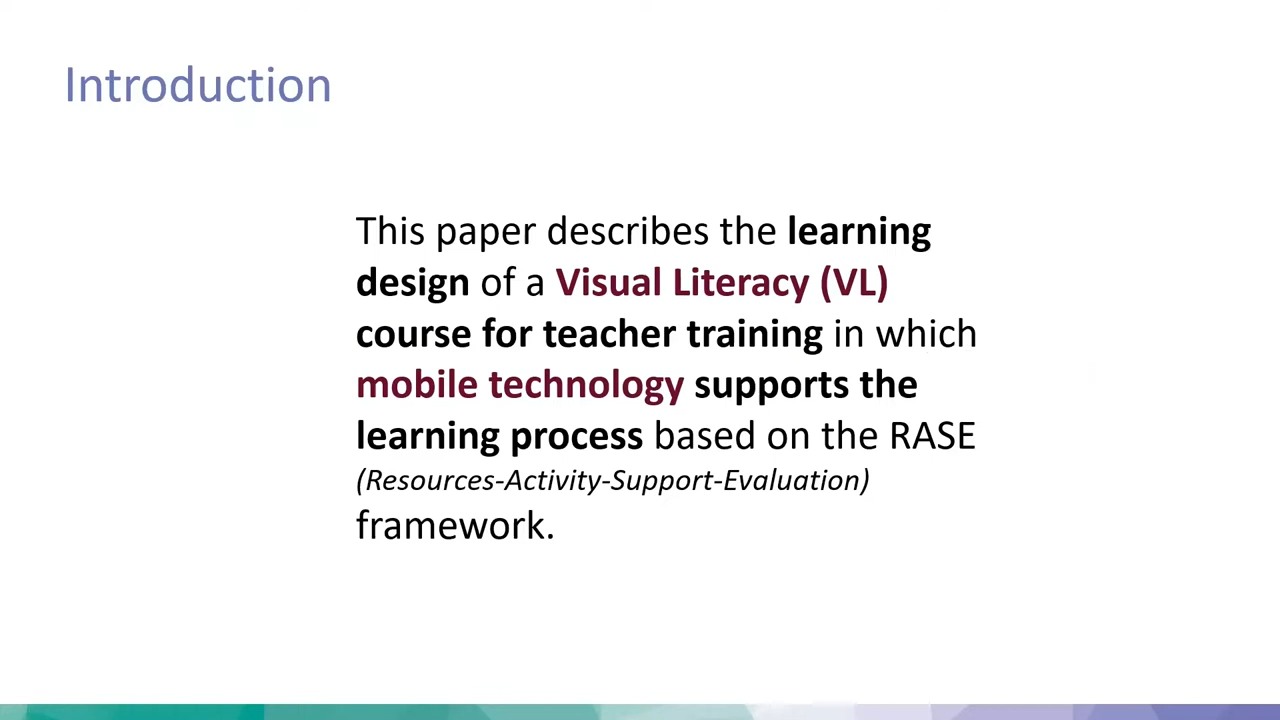 Introduction
This paper describes the learning
design of a Visual Literacy (VL)
course for teacher training in which
mobile technology supports the
learning process based on the RASE
(Resources-Activity-Support-Evaluation)
framework.